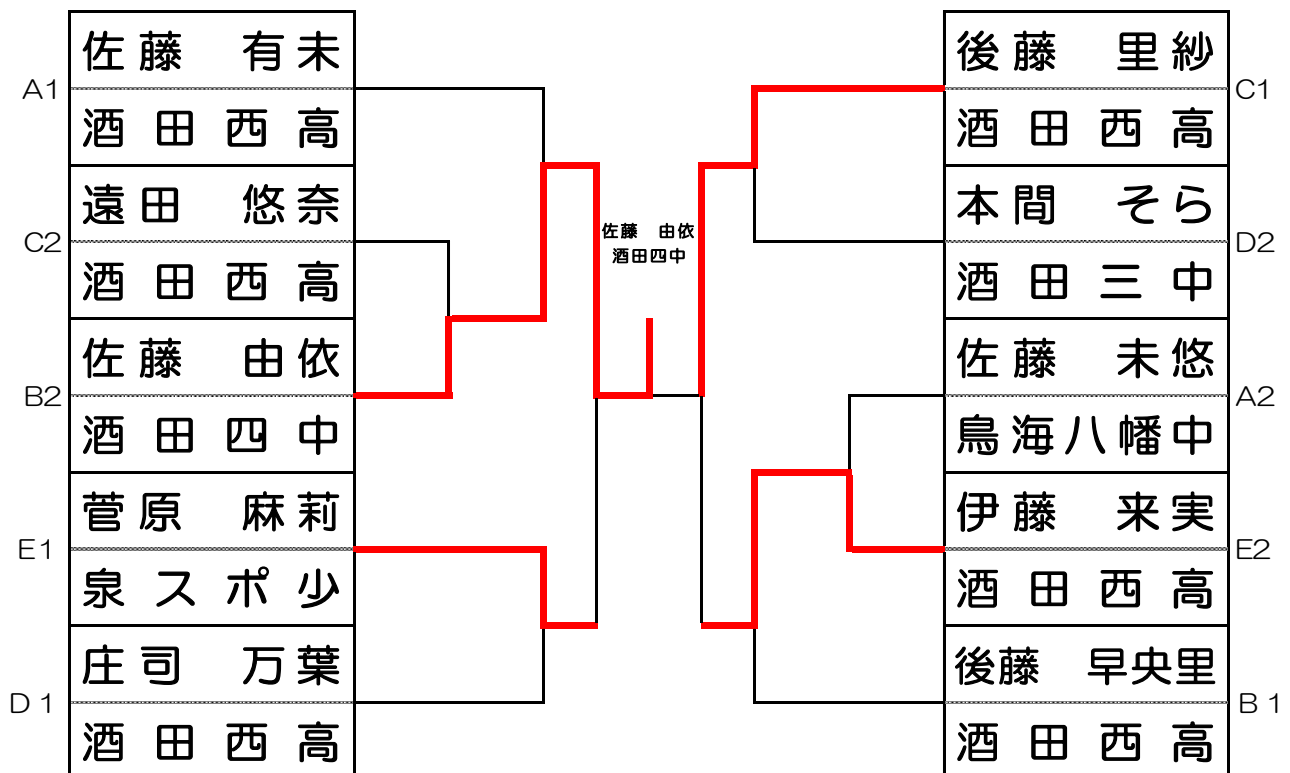 佐藤　有未
A1
酒田西高
遠田　悠奈
C2
酒田西高
佐藤　由依
B2
酒田四中
菅原　麻莉
E1
泉スポ少
庄司　万葉
D1
酒田西高
佐藤　由依
酒田四中
後藤　里紗
C1
酒田西高
本間　そら
D2
酒田三中
佐藤　未悠
A2
鳥海八幡中
伊藤　来実
E2
酒田西高
後藤　早央里
B1
酒田西高